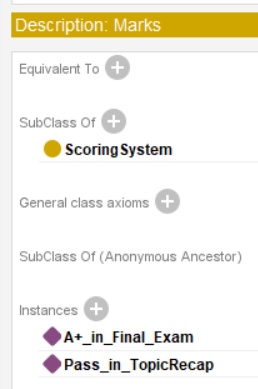 Description: Marks
Equivalent To
SubClass Of
ScoringSystem
General class axioms
SubClass Of (Anonymous Ancestor)
Instances
A+_in_Final_Exam
Pass_in_TopicRecap